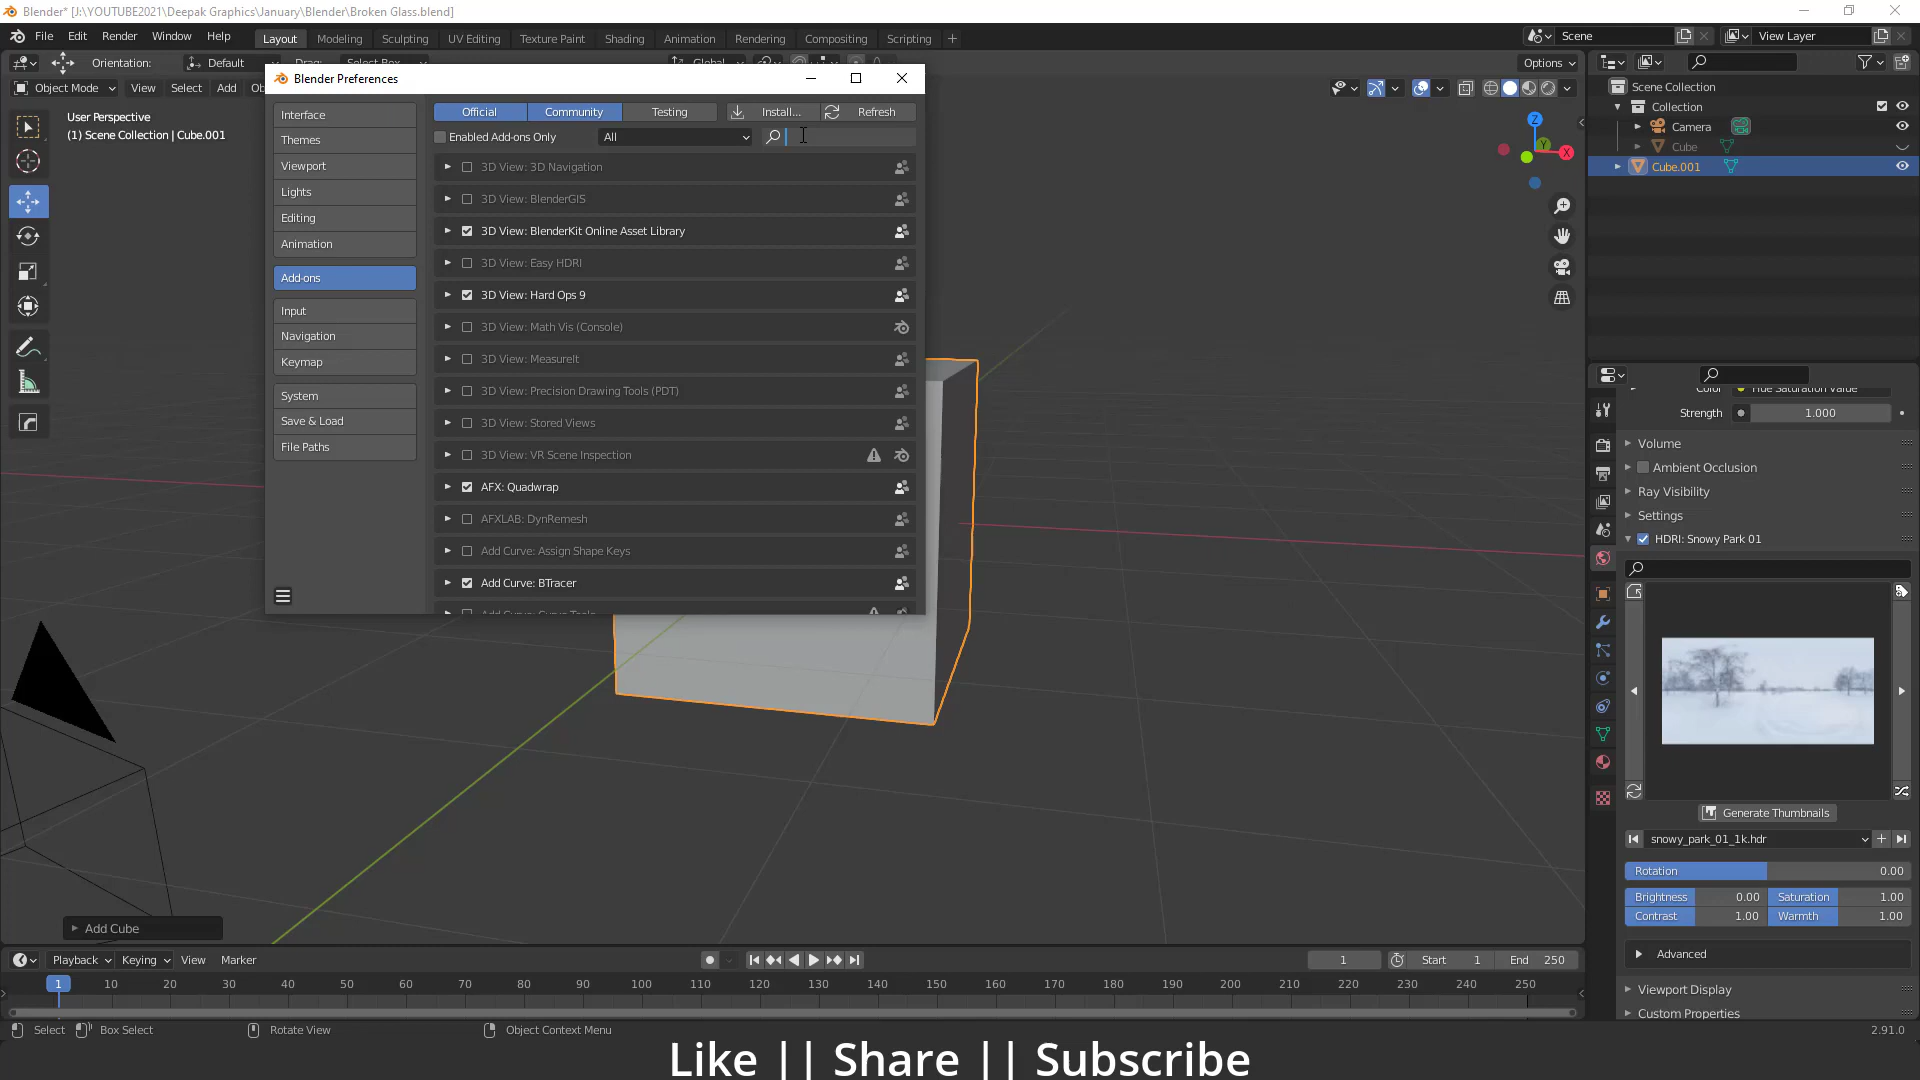 Blender* [J:\YOUTUBE2021\Deepak Graphics\January\Blender\Broken Glass.blend]
File Edit Render Window Help
Layout Modeling Sculpting UV Editing Texture Paint Shading Animation Rendering Compositing Scripting +
Scene
View Layer
Orientation: Default
Options
Object Mode View Select Add
User Perspective
(1) Scene Collection | Cube.001
Blender Preferences
Interface
Themes
Viewport
Lights
Editing
Animation
Add-ons
Input
Navigation
Keymap
System
Save & Load
File Paths
Official Community Testing Install... Refresh
Enabled Add-ons Only All
3D View: 3D Navigation
3D View: BlenderGIS
3D View: BlenderKit Online Asset Library
3D View: Easy HDRI
3D View: Hard Ops 9
3D View: Math Vis (Console)
3D View: MeasureIt
3D View: Precision Drawing Tools (PDT)
3D View: Stored Views
3D View: VR Scene Inspection
AFX: Quadwrap
AFXLAB: DynRemesh
Add Curve: Assign Shape Keys
Add Curve: BTracer
Z
Y
X
Scene Collection
Collection
Camera
Cube
Cube.001
Strength 1.000
Volume
Ambient Occlusion
Ray Visibility
Settings
HDRI: Snowy Park 01
Generate Thumbnails
snowy_park_01_1k.hdr
Rotation 0.00
Brightness 0.00 Saturation 1.00
Contrast 1.00 Warmth 1.00
Advanced
Viewport Display
Custom Properties
Add Cube
Playback Keying View Marker
1 Start 1 End 250
1 10 20 30 40 50 60 70 80 90 100 110 120 130 140 150 160 170 180 190 200 210 220 230 240 250
Select Box Select Rotate View Object Context Menu
2.91.0
Like || Share || Subscribe